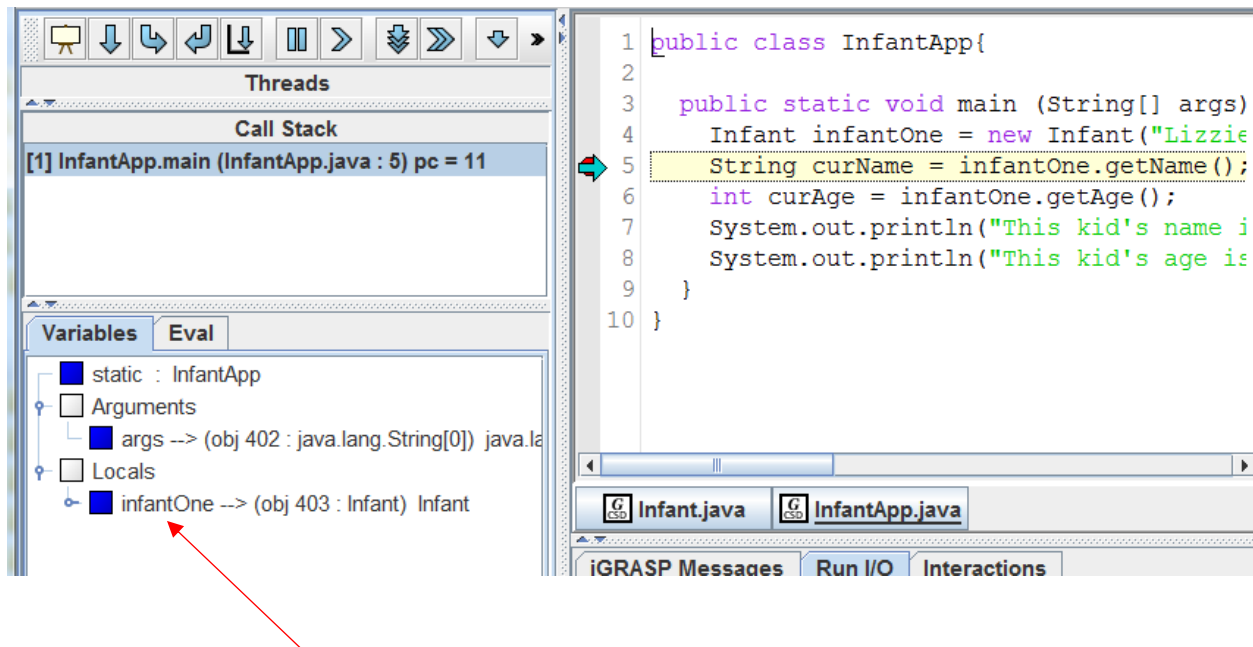 Threads
Call Stack
[1] InfantApp.main (InfantApp.java : 5) pc = 11
Variables Eval
static : InfantApp
Arguments
args --> (obj 402 : java.lang.String[0]) java.la
Locals
infantOne --> (obj 403 : Infant) Infant
1 public class InfantApp{
2
3 public static void main (String[] args)
4 Infant infantOne = new Infant("Lizzie
5 String curName = infantOne.getName();
6 int curAge = infantOne.getAge();
7 System.out.println("This kid's name i
8 System.out.println("This kid's age is
9 }
10 }
G CSD Infant.java G CSD InfantApp.java
jGRASP Messages Run I/O Interactions